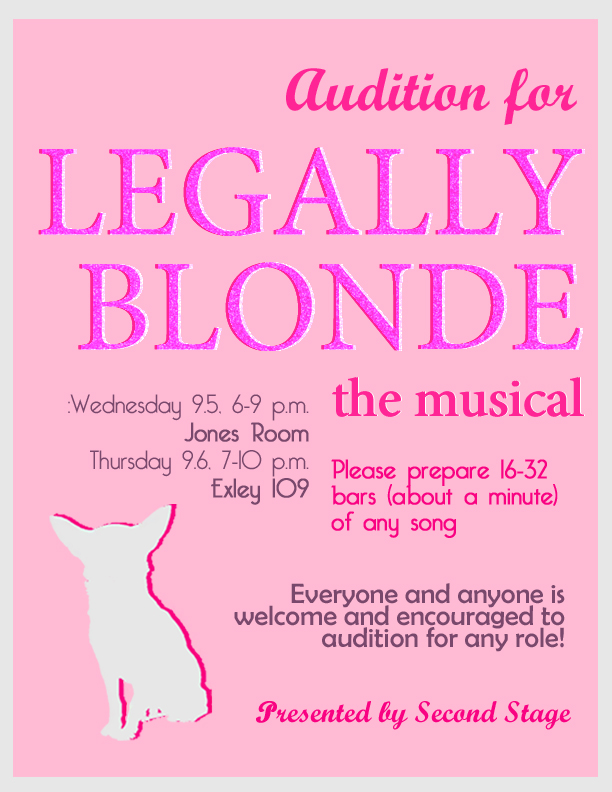 Audition for
LEGALLY
BLONDE
the musical
:Wednesday 9.5. 6-9 p.m.
Jones Room
Thursday 9.6. 7-10 p.m.
Exley 109
Please prepare 16-32
bars (about a minute)
of any song
Everyone and anyone is
welcome and encouraged to
audition for any role!
Presented by Second Stage